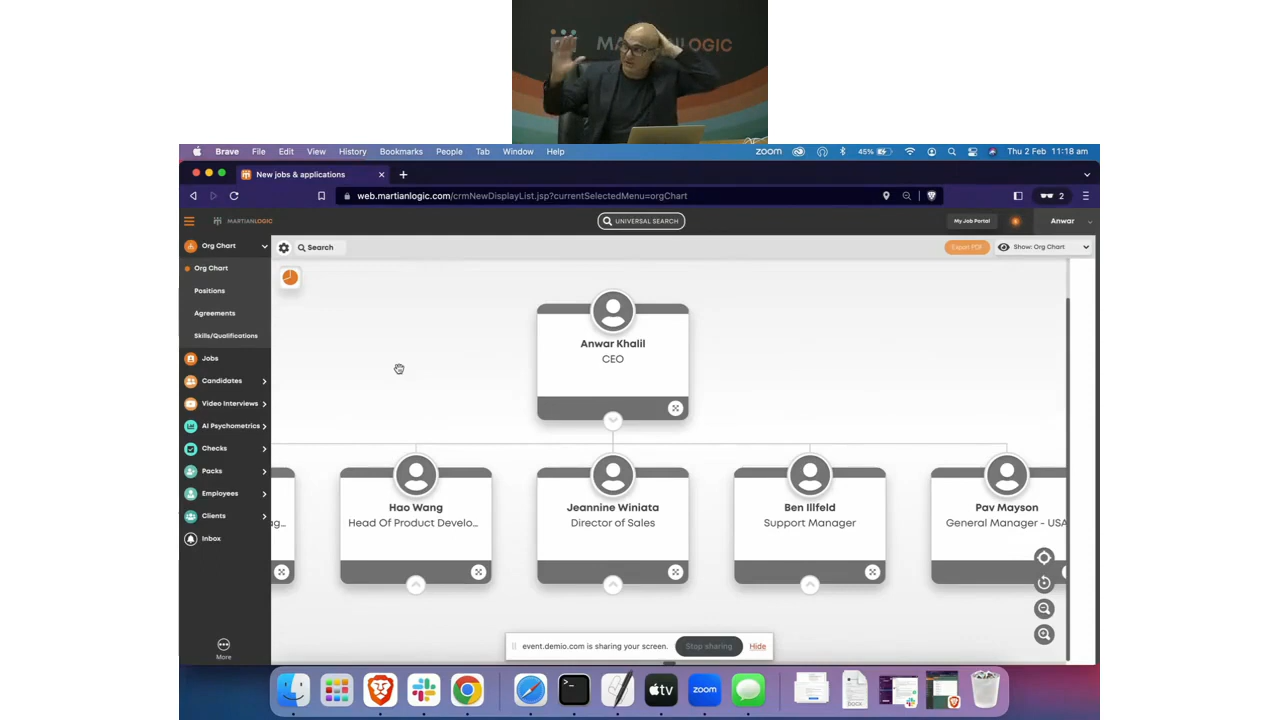 MARTIANLOGIC
Brave File Edit View History Bookmarks People Tab Window Help zoom 45% Thu 2 Feb 11:18 am
New jobs & applications
web.martianlogic.com/crmNewDisplayList.jsp?currentSelectedMenu=orgChart 2
MARTIANLOGIC UNIVERSAL SEARCH My Job Portal Anwar
Org Chart Search Export PDF Show: Org Chart
Org Chart
Positions
Agreements
Skills/Qualifications
Jobs
Candidates
Video Interviews
AI Psychometrics
Checks
Packs
Employees
Clients
Inbox
More
Anwar Khalil
CEO
ag...
Hao Wang
Head Of Product Develo...
Jeannine Winiata
Director of Sales
Ben Illfeld
Support Manager
Pav Mayson
General Manager - USA
event.demio.com is sharing your screen. Stop sharing Hide
tv zoom